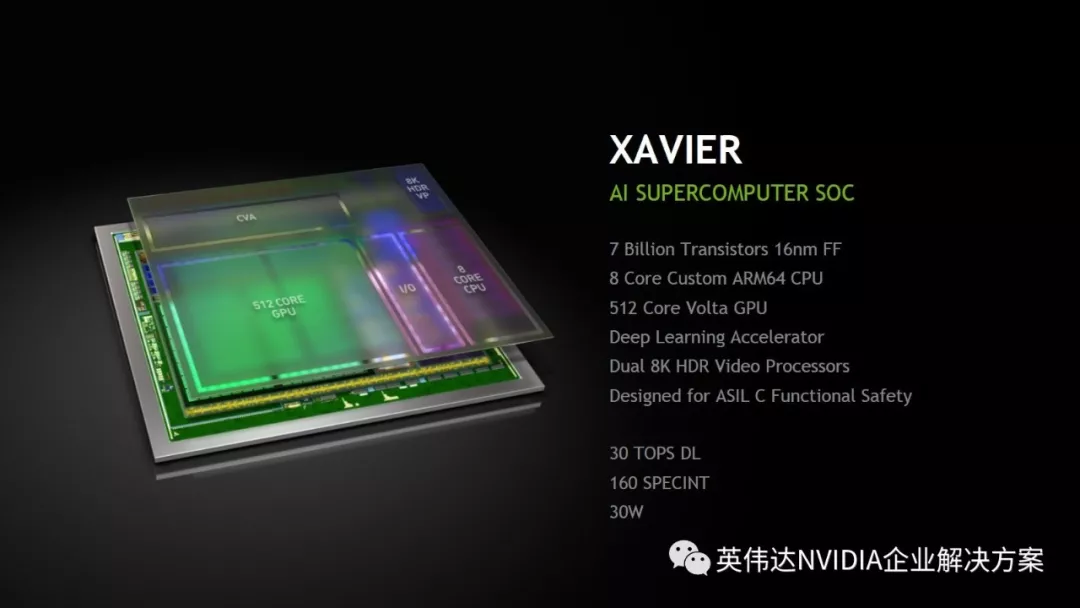 XAVIER
AI SUPERCOMPUTER SOC
7 Billion Transistors 16nm FF
8 Core Custom ARM64 CPU
512 Core Volta GPU
Deep Learning Accelerator
Dual 8K HDR Video Processors
Designed for ASIL C Functional Safety
30 TOPS DL
160 SPECINT
30W
8K
HDR
VP
CVA
512 CORE
GPU
I/O
8
CORE
CPU
英伟达NVIDIA企业解决方案